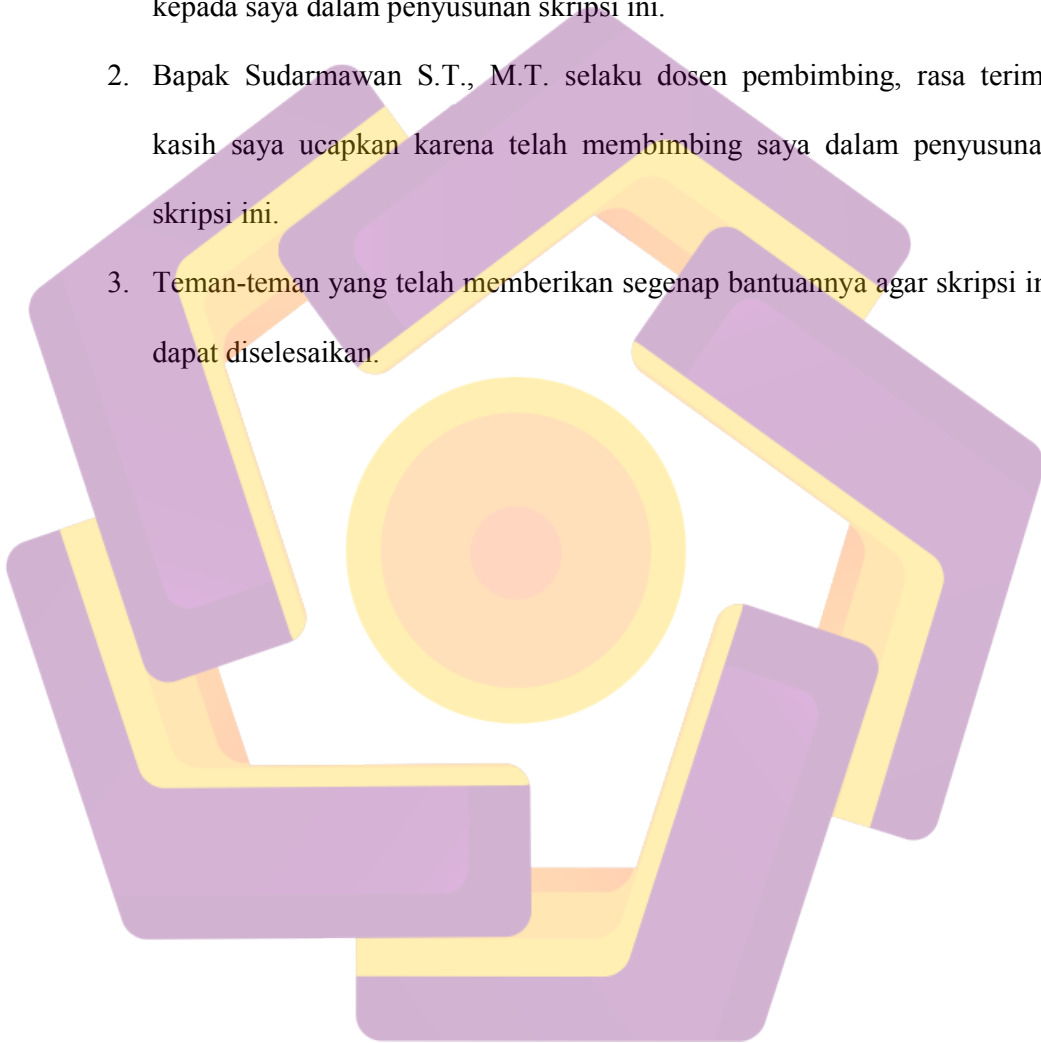 kepada saya dalam penyusunan skripsi ini.
2. Bapak Sudarmawan S.T., M.T. selaku dosen pembimbing, rasa terim
kasih saya ucapkan karena telah membimbing saya dalam penyusuna
skripsi ini.
3. Teman-teman yang telah memberikan segenap bantuannya agar skripsi in
dapat diselesaikan.